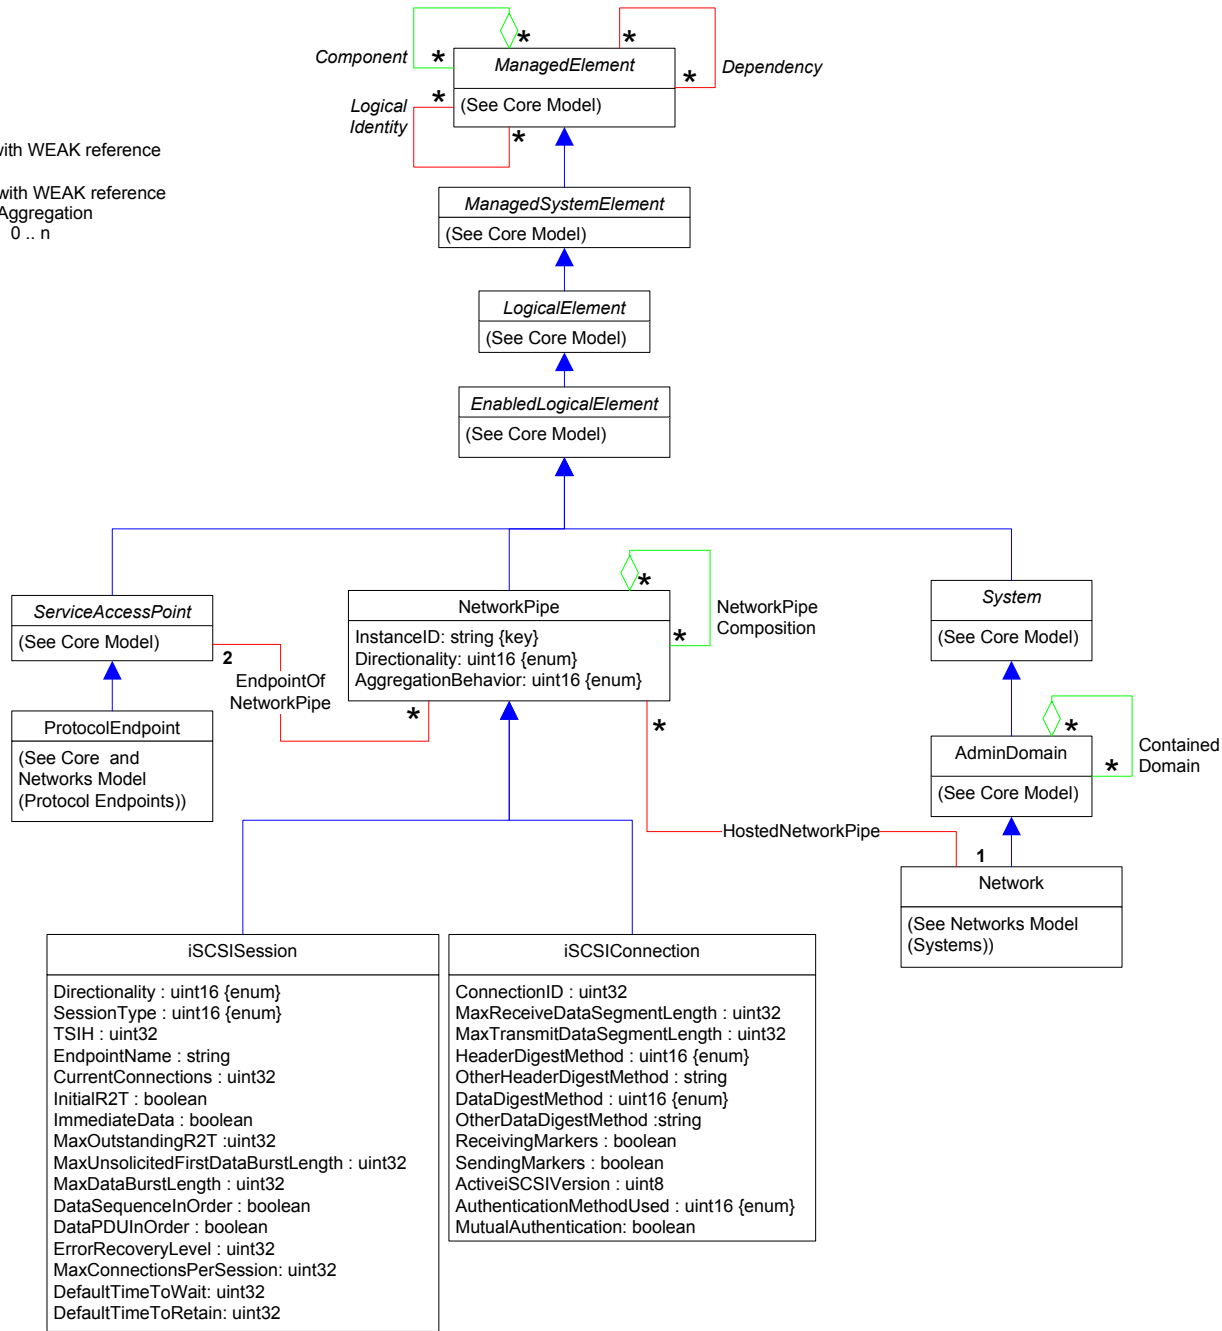 Component
*
*
ManagedElement
(See Core Model)
*
*
Dependency
Logical
Identity
*
*
with WEAK reference
with WEAK reference
Aggregation
0 .. n
ManagedSystemElement
(See Core Model)
LogicalElement
(See Core Model)
EnabledLogicalElement
(See Core Model)
ServiceAccessPoint
(See Core Model)
2
EndpointOf
NetworkPipe
*
ProtocolEndpoint
(See Core and
Networks Model
(Protocol Endpoints))
NetworkPipe
InstanceID: string {key}
Directionality: uint16 {enum}
AggregationBehavior: uint16 {enum}
*
*
NetworkPipe
Composition
*
HostedNetworkPipe
1
System
(See Core Model)
AdminDomain
(See Core Model)
*
*
Contained
Domain
Network
(See Networks Model
(Systems))
iSCSISession
Directionality : uint16 {enum}
SessionType : uint16 {enum}
TSIH : uint32
EndpointName : string
CurrentConnections : uint32
InitialR2T : boolean
ImmediateData : boolean
MaxOutstandingR2T :uint32
MaxUnsolicitedFirstDataBurstLength : uint32
MaxDataBurstLength : uint32
DataSequenceInOrder : boolean
DataPDUInOrder : boolean
ErrorRecoveryLevel : uint32
MaxConnectionsPerSession: uint32
DefaultTimeToWait: uint32
DefaultTimeToRetain: uint32
iSCSIConnection
ConnectionID : uint32
MaxReceiveDataSegmentLength : uint32
MaxTransmitDataSegmentLength : uint32
HeaderDigestMethod : uint16 {enum}
OtherHeaderDigestMethod : string
DataDigestMethod : uint16 {enum}
OtherDataDigestMethod :string
ReceivingMarkers : boolean
SendingMarkers : boolean
ActiveiSCSIVersion : uint8
AuthenticationMethodUsed : uint16 {enum}
MutualAuthentication: boolean